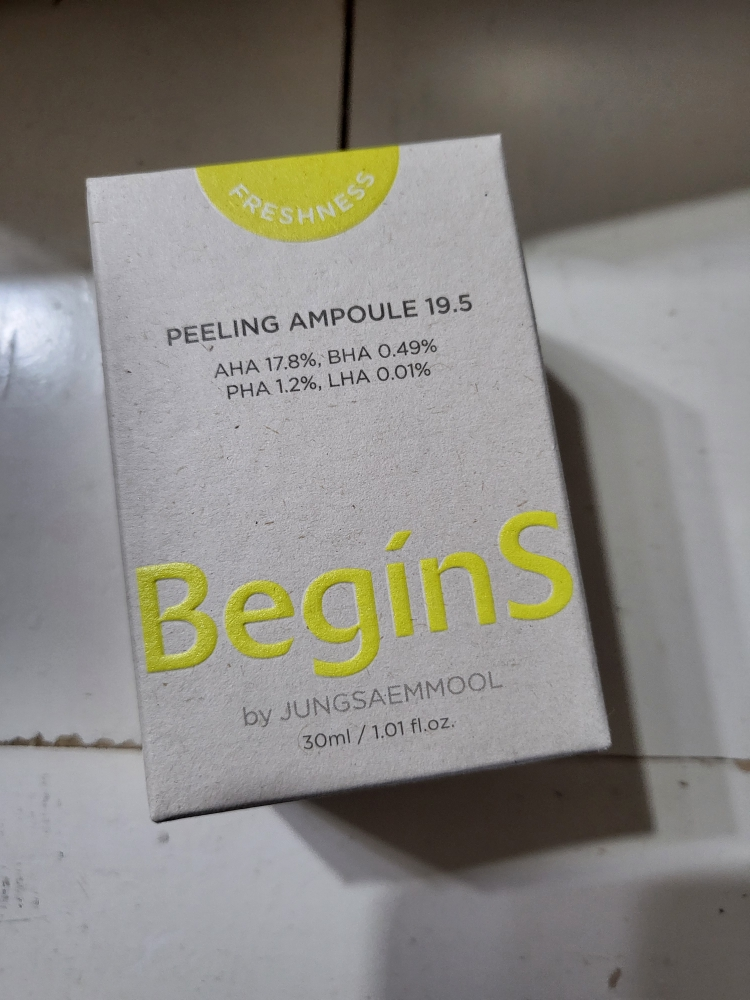 FRESHNESS
PEELING AMPOULE 19.5
AHA 17.8%, BHA 0.49%
PHA 1.2%, LHA 0.01%
BegínS
by JUNGSAEMMOOL
30ml / 1.01 fl.oz.